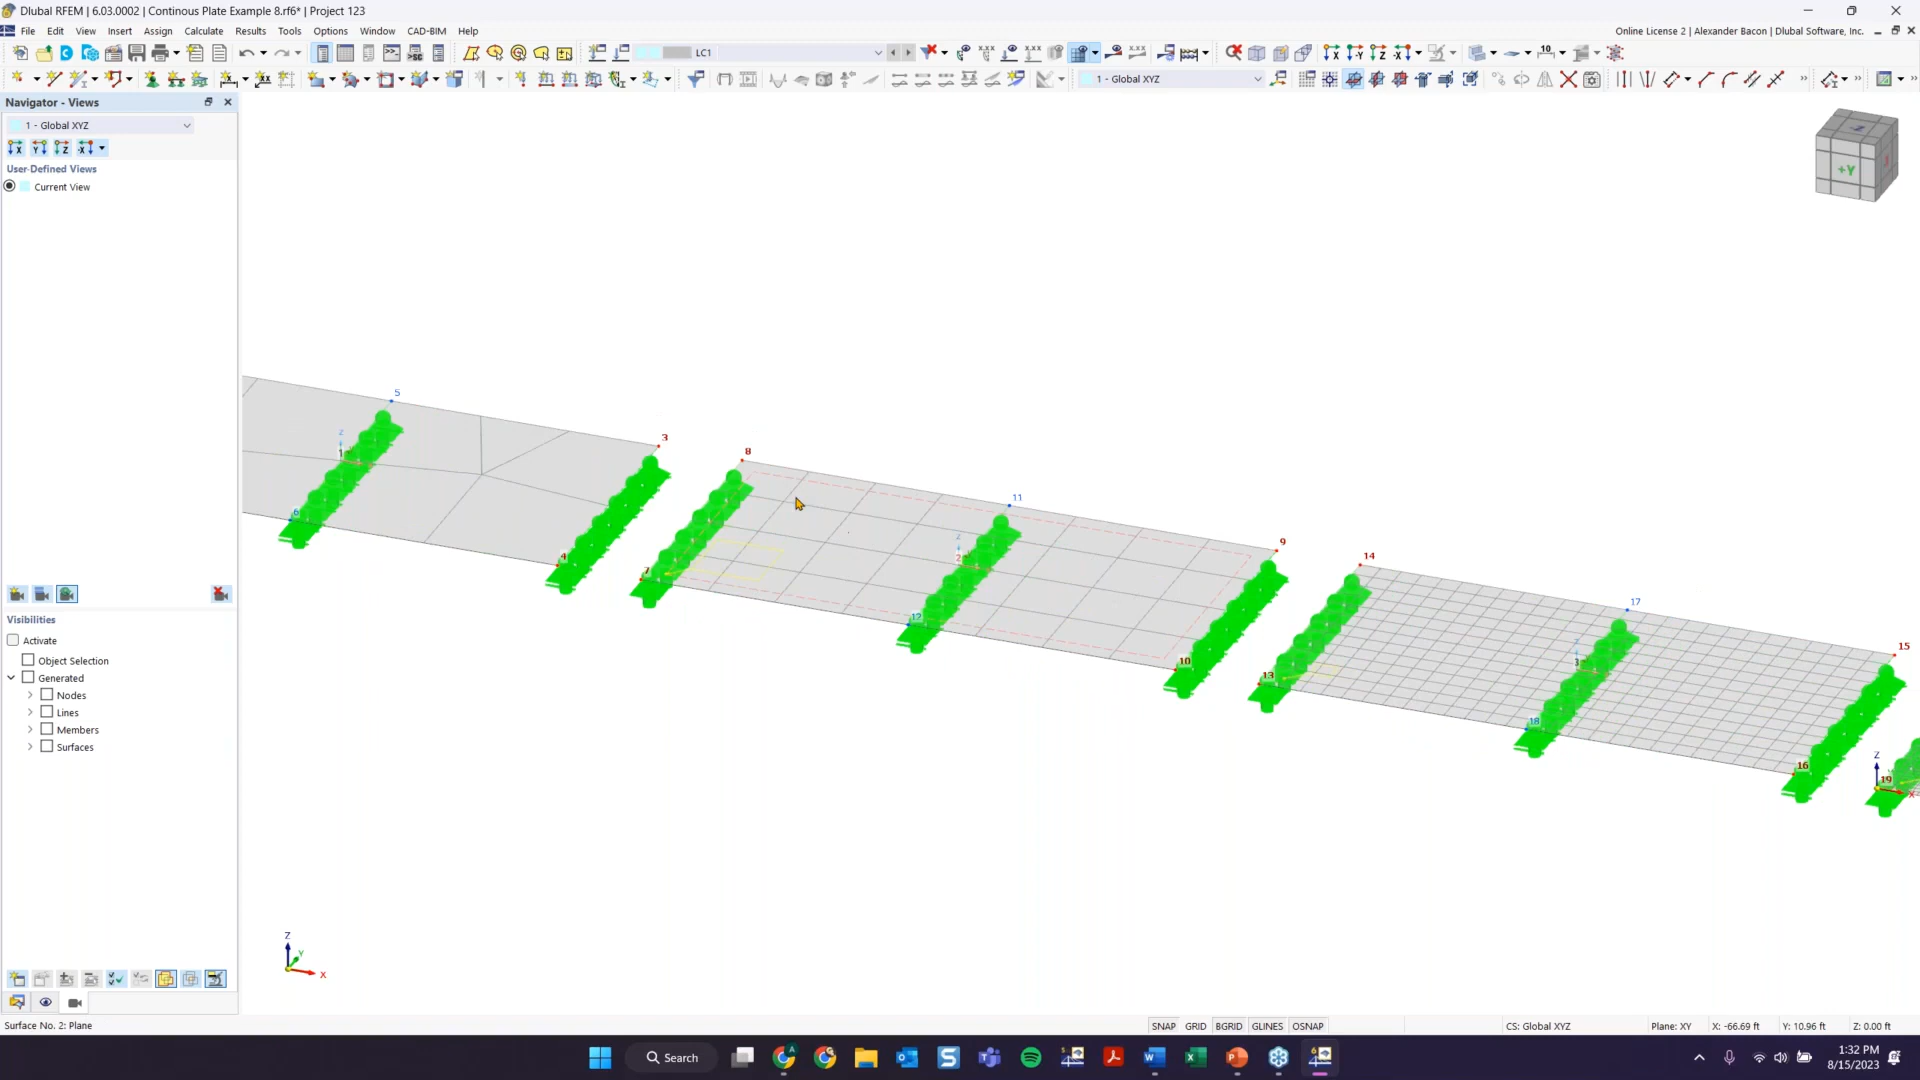 Dlubal RFEM | 6.03.0002 | Continous Plate Example 8.rf6* | Project 123
File Edit View Insert Assign Calculate Results Tools Options Window CAD-BIM Help
Online License 2 | Alexander Bacon | Dlubal Software, Inc.
LC1
1 - Global XYZ
Navigator - Views
1 - Global XYZ
User-Defined Views
Current View
+Y
5
3
8
1
6
4
7
11
9
2
12
10
14
13
17
15
3
18
16
Z
19
X
Visibilities
Activate
Object Selection
Generated
Nodes
Lines
Members
Surfaces
Z
Y
X
Surface No. 2: Plane
SNAP GRID BGRID GLINES OSNAP
CS: Global XYZ
Plane: XY
X: -66.69 ft
Y: 10.96 ft
Z: 0.00 ft
Search
1:32 PM
8/15/2023